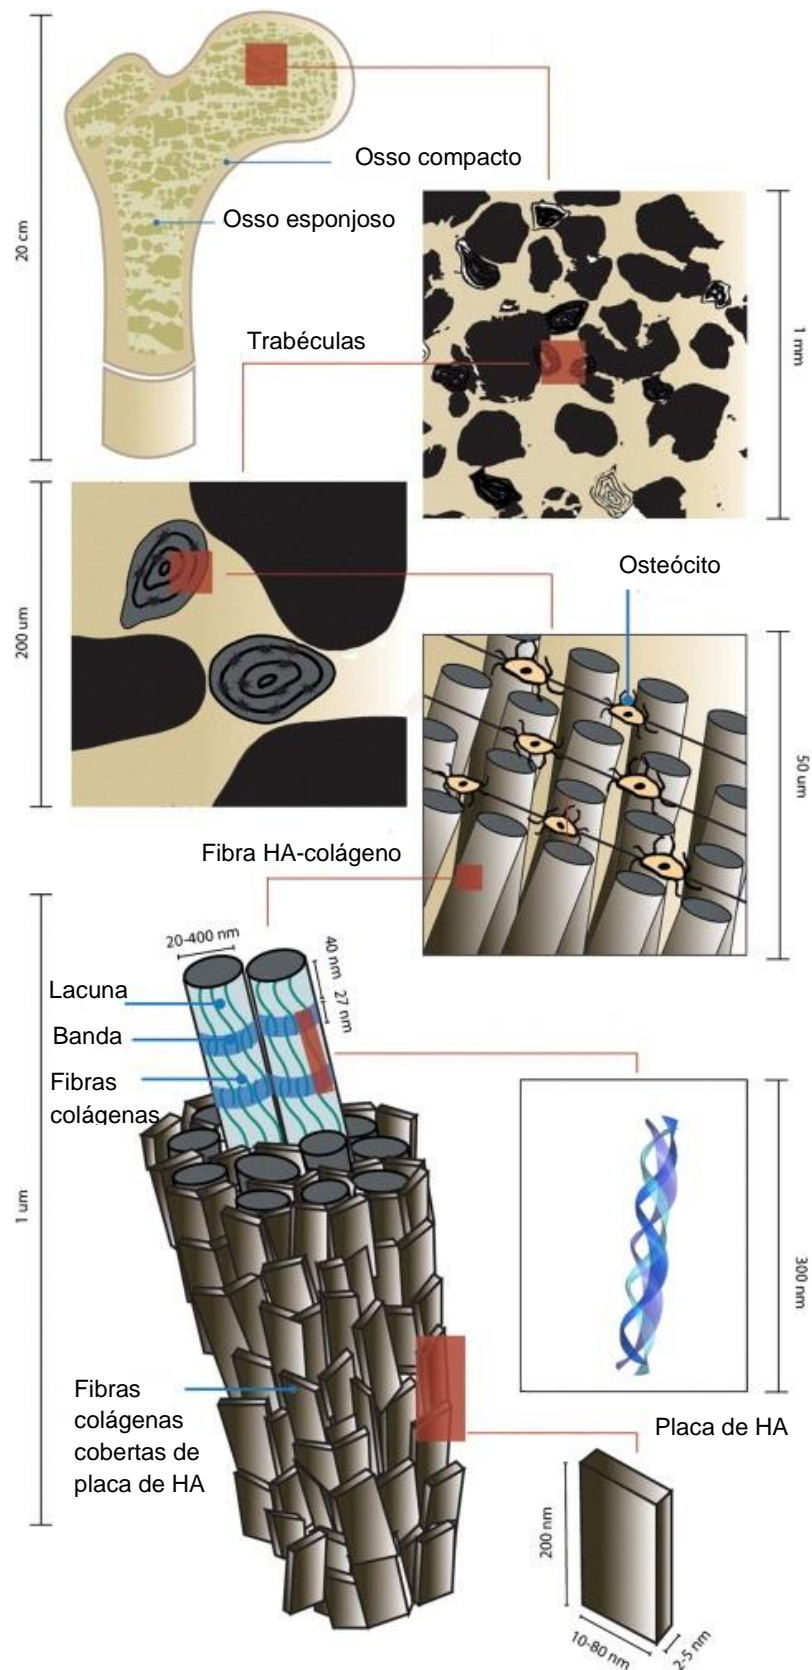 20 cm
Osso compacto
Osso esponjoso
Trabéculas
1 mm
200 um
Osteócito
50 um
Fibra HA-colágeno
20-400 nm
40 nm
27 nm
Lacuna
Banda
Fibras
colágenas
1 um
300 nm
Fibras
colágenas
cobertas de
placa de HA
Placa de HA
200 nm
10-80 nm
2-5 nm